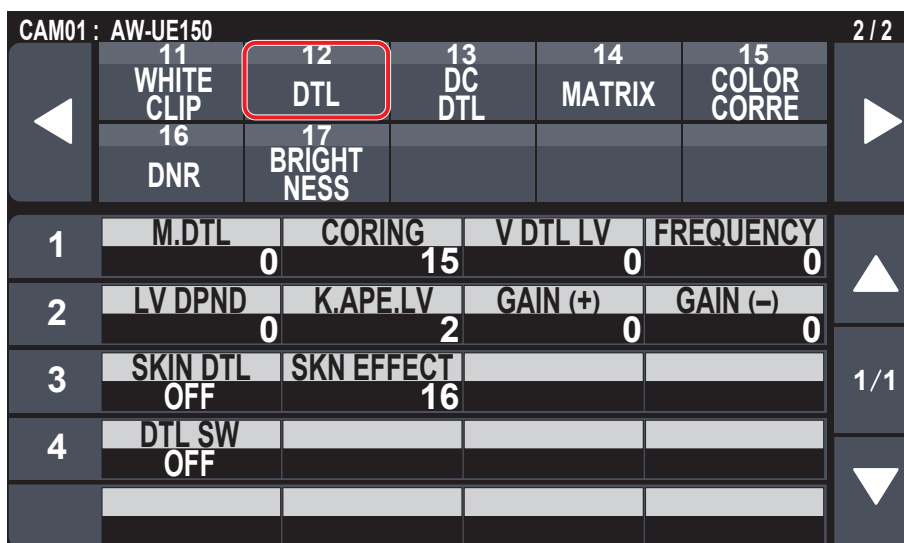 CAM01 : AW-UE150 2 / 2
11 12 13 14 15
WHITE CLIP DTL DC DTL MATRIX COLOR CORRE
16 17
DNR BRIGHT NESS
1 M.DTL CORING V DTL LV FREQUENCY
0 15 0 0
2 LV DPND K.APE.LV GAIN (+) GAIN (–)
0 2 0 0
3 SKIN DTL SKN EFFECT 1/1
OFF 16
4 DTL SW
OFF